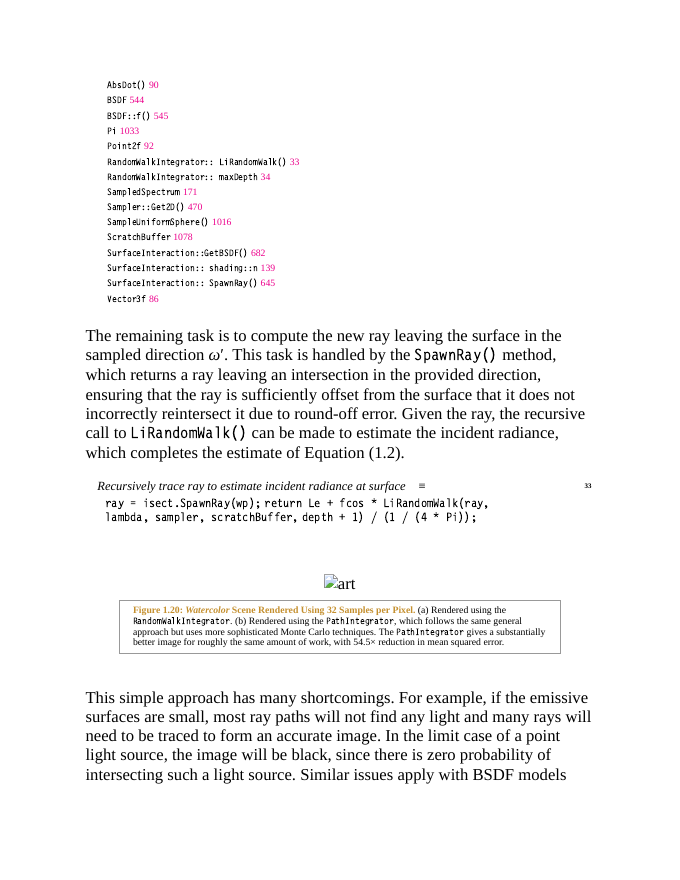 AbsDot() 90
BSDF 544
BSDF::f() 545
Pi 1033
Point2f 92
RandomWalkIntegrator:: LiRandomWalk() 33
RandomWalkIntegrator:: maxDepth 34
SampledSpectrum 171
Sampler::Get2D() 470
SampleUniformSphere() 1016
ScratchBuffer 1078
SurfaceInteraction::GetBSDF() 682
SurfaceInteraction:: shading::n 139
SurfaceInteraction:: SpawnRay() 645
Vector3f 86
The remaining task is to compute the new ray leaving the surface in the
sampled direction ω′. This task is handled by the SpawnRay() method,
which returns a ray leaving an intersection in the provided direction,
ensuring that the ray is sufficiently offset from the surface that it does not
incorrectly reintersect it due to round-off error. Given the ray, the recursive
call to LiRandomWalk() can be made to estimate the incident radiance,
which completes the estimate of Equation (1.2).
Recursively trace ray to estimate incident radiance at surface ≡ 33
ray = isect.SpawnRay(wp); return Le + fcos * LiRandomWalk(ray,
lambda, sampler, scratchBuffer, depth + 1) / (1 / (4 * Pi));
art
Figure 1.20: Watercolor Scene Rendered Using 32 Samples per Pixel. (a) Rendered using the
RandomWalkIntegrator. (b) Rendered using the PathIntegrator, which follows the same general
approach but uses more sophisticated Monte Carlo techniques. The PathIntegrator gives a substantially
better image for roughly the same amount of work, with 54.5× reduction in mean squared error.
This simple approach has many shortcomings. For example, if the emissive
surfaces are small, most ray paths will not find any light and many rays will
need to be traced to form an accurate image. In the limit case of a point
light source, the image will be black, since there is zero probability of
intersecting such a light source. Similar issues apply with BSDF models